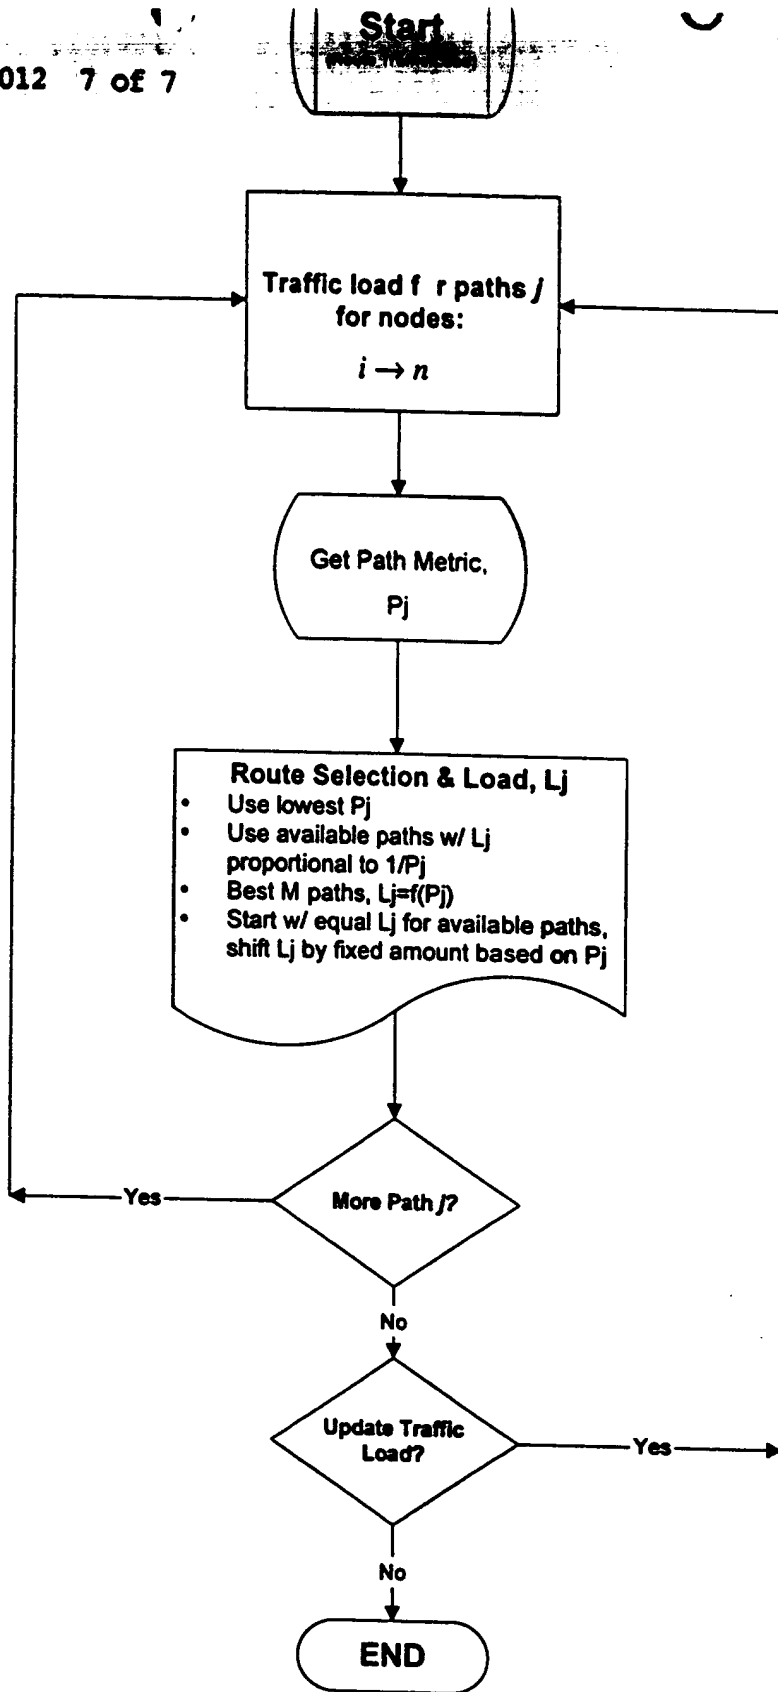 Start
012 7 of 7
Traffic load f r paths j
for nodes:
i → n
Get Path Metric,
Pj
Route Selection & Load, Lj
• Use lowest Pj
• Use available paths w/ Lj
proportional to 1/Pj
• Best M paths, Lj=f(Pj)
• Start w/ equal Lj for available paths,
shift Lj by fixed amount based on Pj
More Path j?
Yes
No
Update Traffic
Load?
Yes
No
END